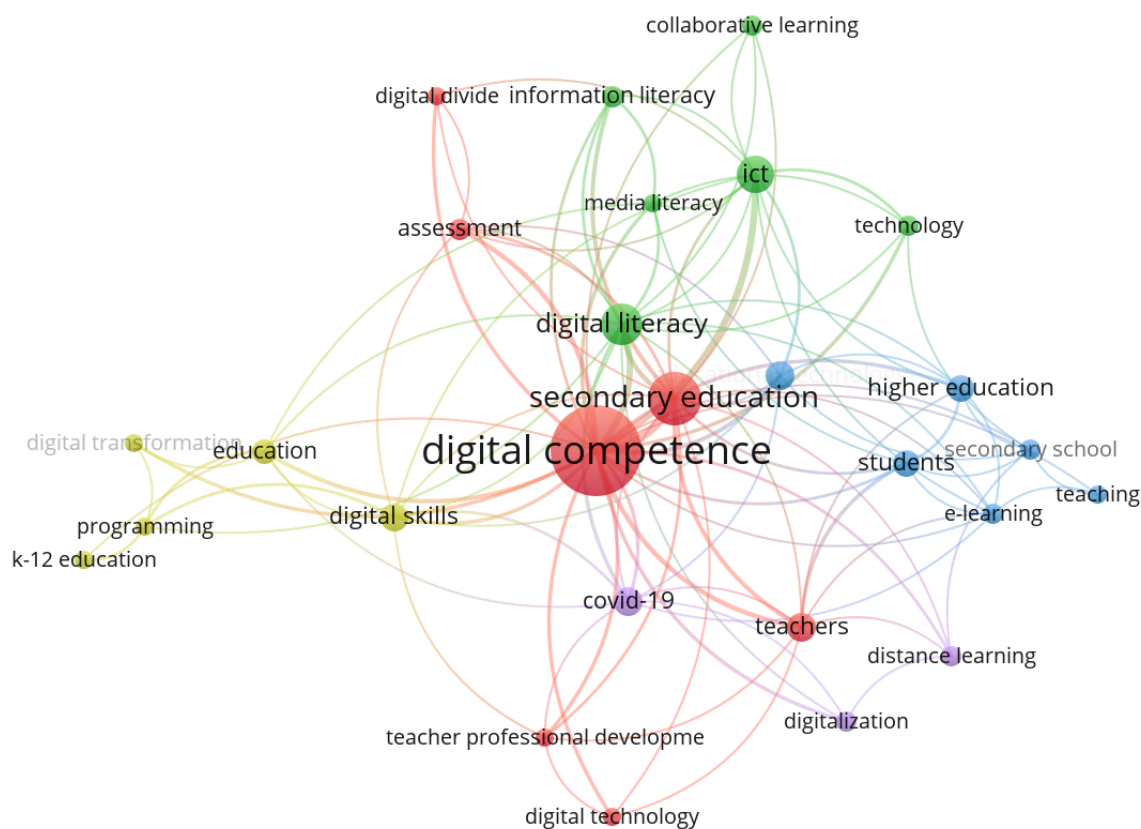 collaborative learning
digital divide
information literacy
ict
media literacy
assessment
technology
digital literacy
higher education
secondary education
digital transformation
education
digital competence
students
secondary school
teaching
e-learning
digital skills
programming
k-12 education
covid-19
teachers
distance learning
digitalization
teacher professional developme
digital technology